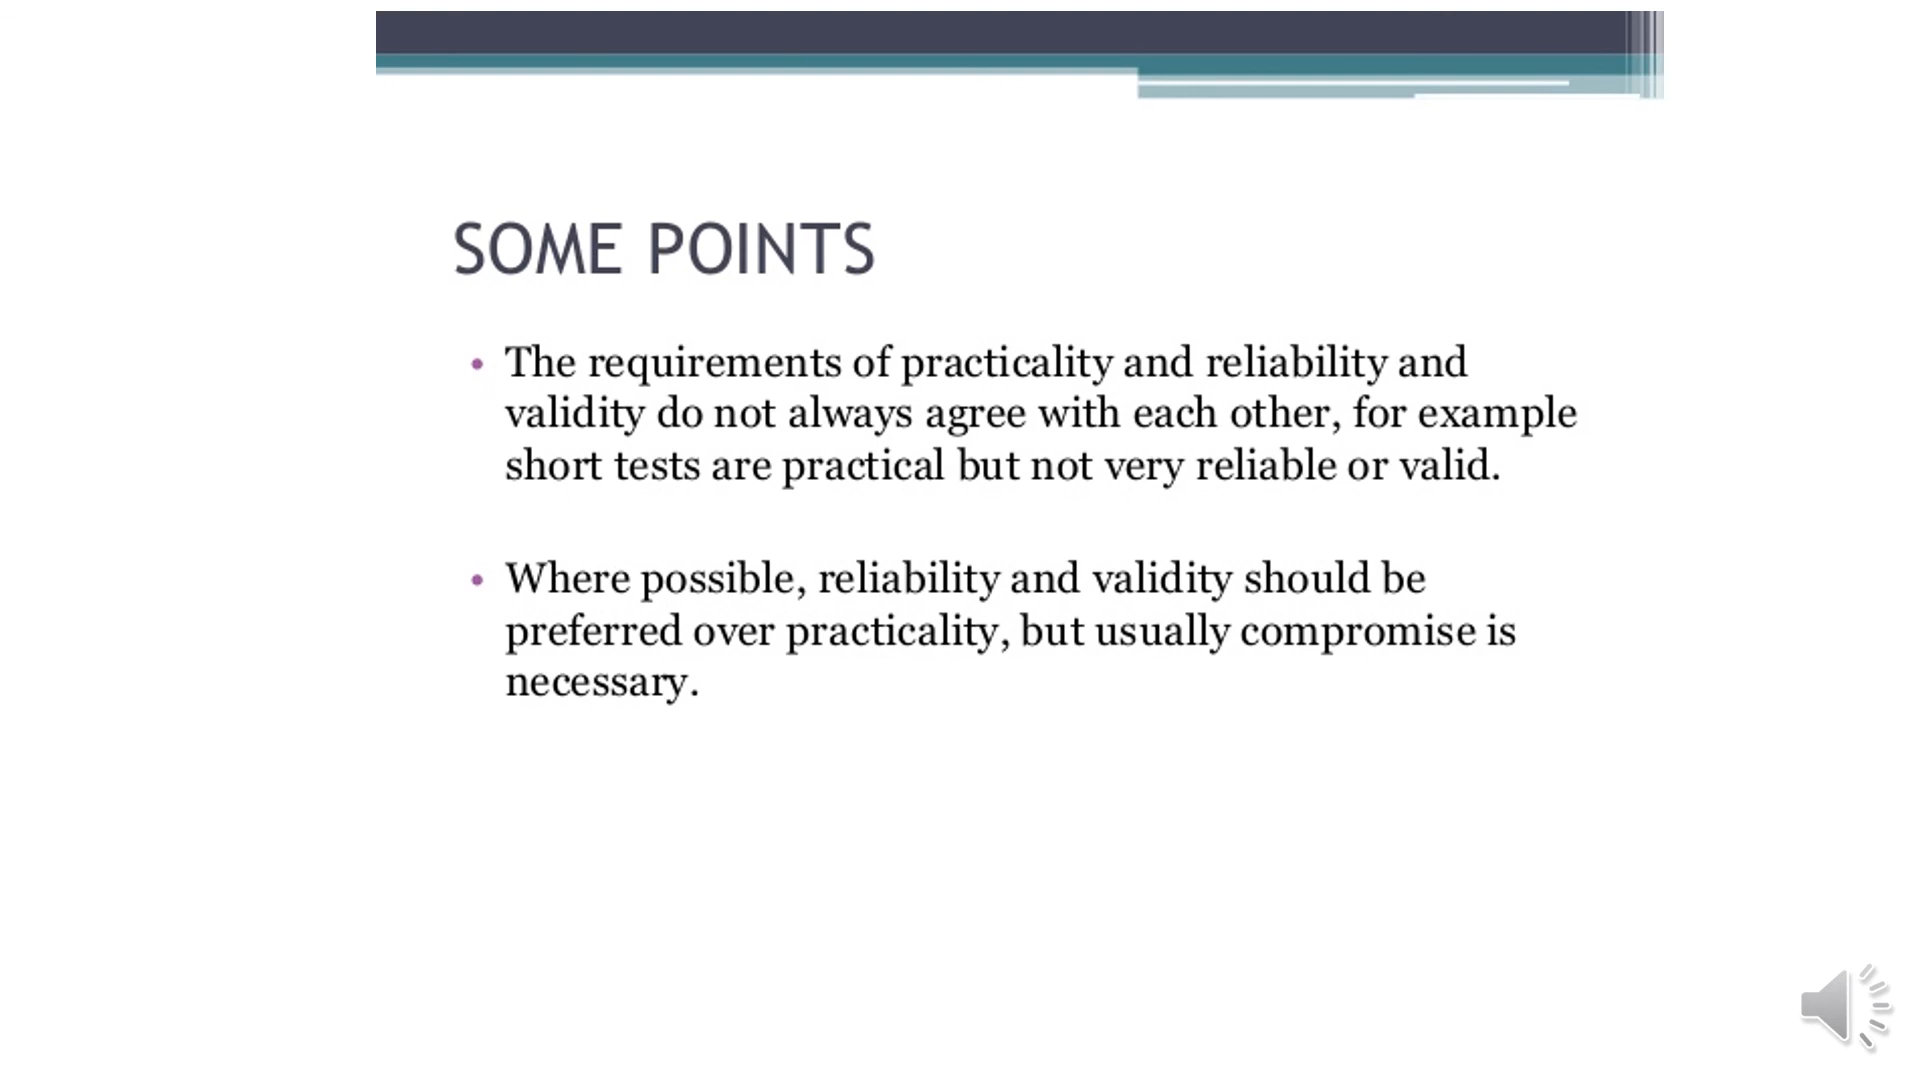 SOME POINTS
• The requirements of practicality and reliability and
validity do not always agree with each other, for example
short tests are practical but not very reliable or valid.
• Where possible, reliability and validity should be
preferred over practicality, but usually compromise is
necessary.